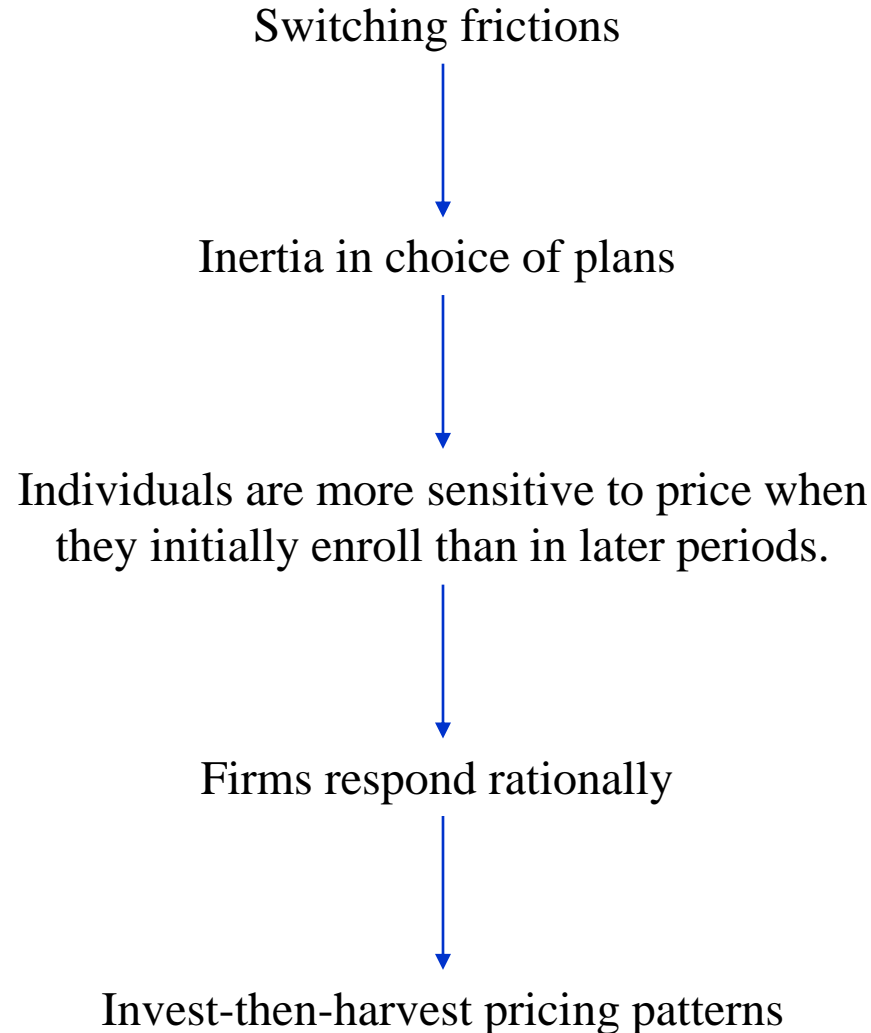 Switching frictions
Inertia in choice of plans
Individuals are more sensitive to price when
they initially enroll than in later periods.
Firms respond rationally
Invest-then-harvest pricing patterns